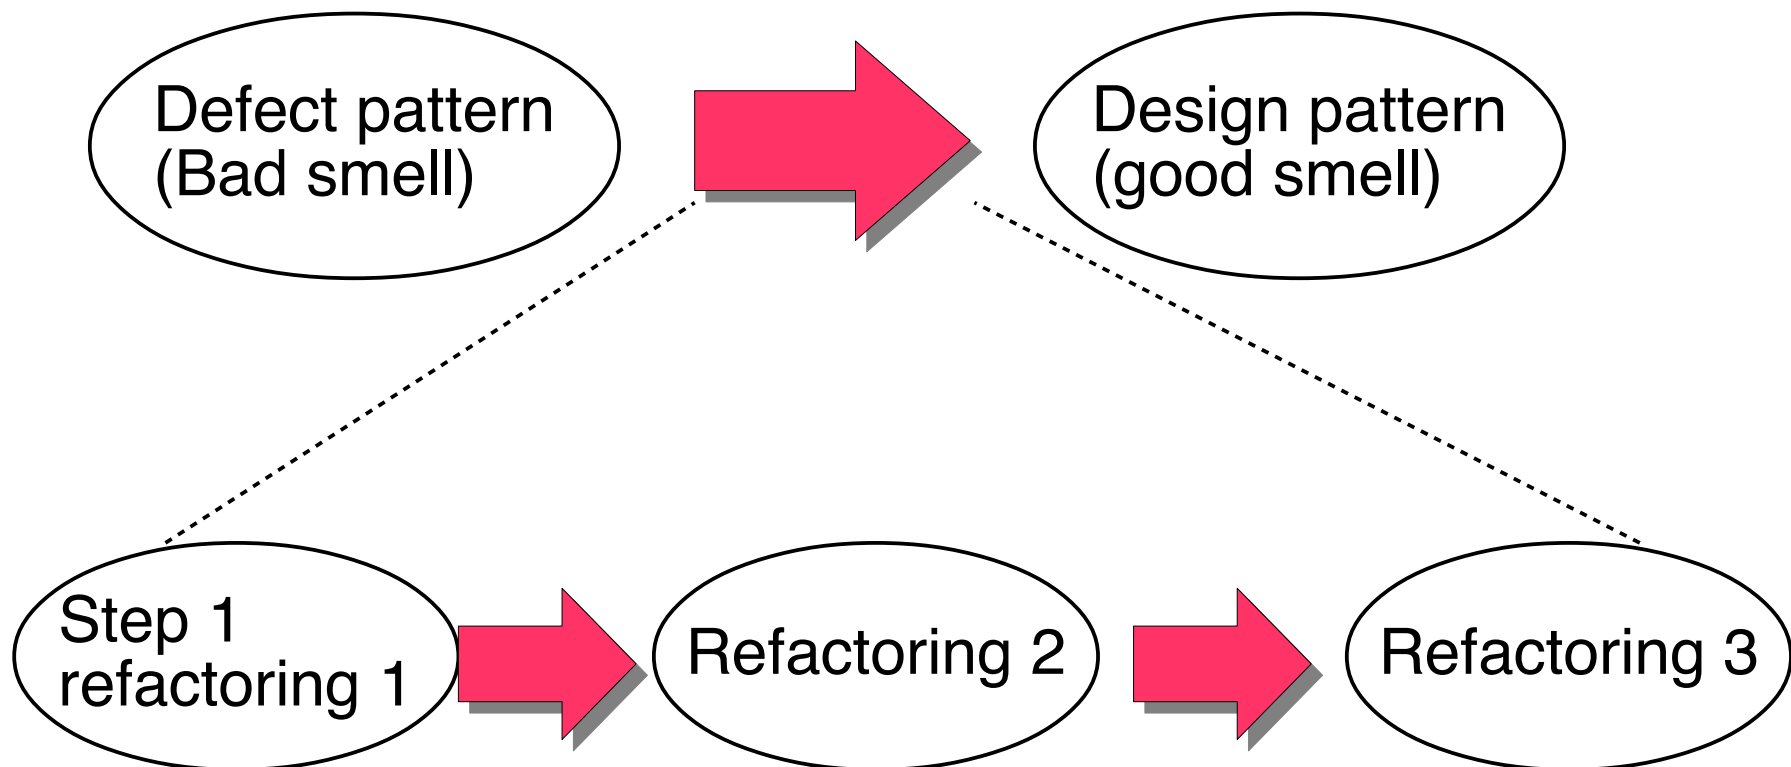 Defect pattern
(Bad smell)
Design pattern
(good smell)
Step 1
refactoring 1
Refactoring 2
Refactoring 3